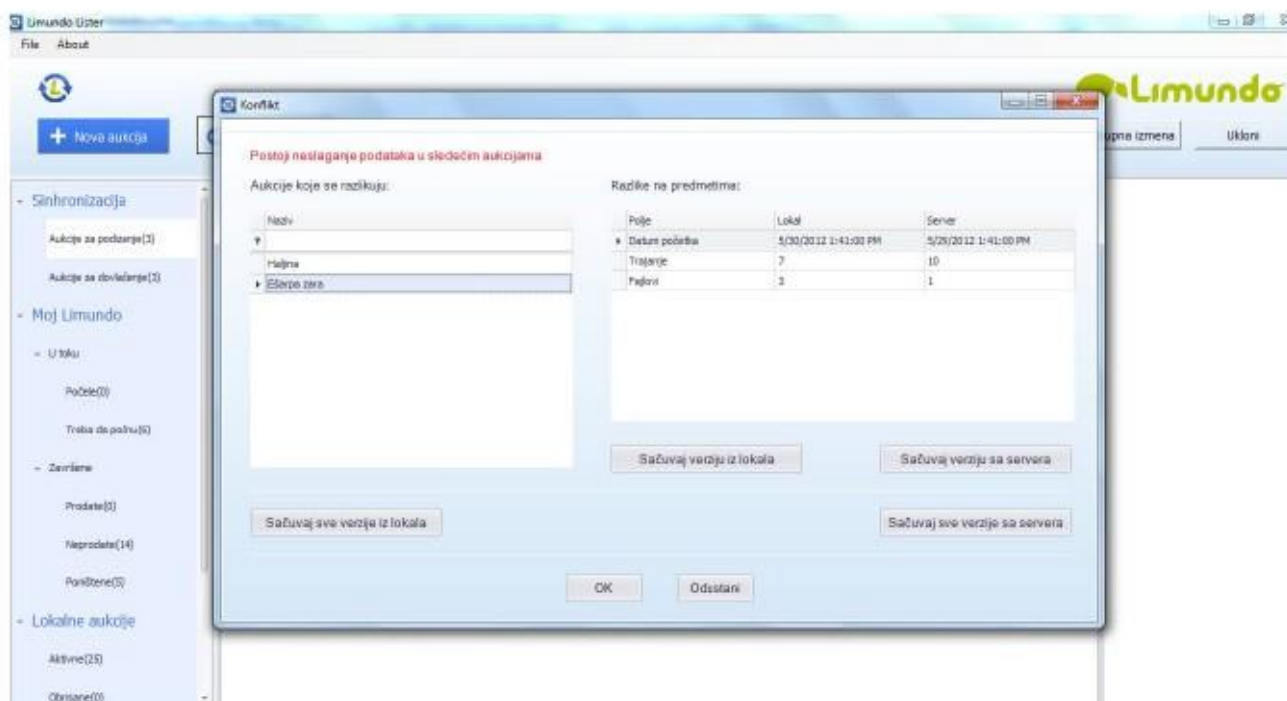 Limundo Lister
File About
Limundo
Nova aukcija
upna izmena
Ukloni
Sinhronizacija
Aukcije za podizanje(3)
Aukcije za dovlačenje(3)
Moj Limundo
U toku
Počele(0)
Treba da počnu(6)
Završene
Prodate(0)
Neprodate(14)
Poništene(5)
Lokalne aukcije
Aktivne(25)
Obrisane(0)
Konflikt
Postoji neslaganje podataka u sledećim aukcijama
Aukcije koje se razlikuju:
Naziv
Haljina
Ešarpa zara
Razlike na predmetima:
Polje Lokal Server
Datum početka 5/30/2012 1:41:00 PM 5/29/2012 1:41:00 PM
Trajanje 7 10
Fajlovi 3 1
Sačuvaj verziju iz lokala
Sačuvaj verziju sa servera
Sačuvaj sve verzije iz lokala
Sačuvaj sve verzije sa servera
OK
Odustani